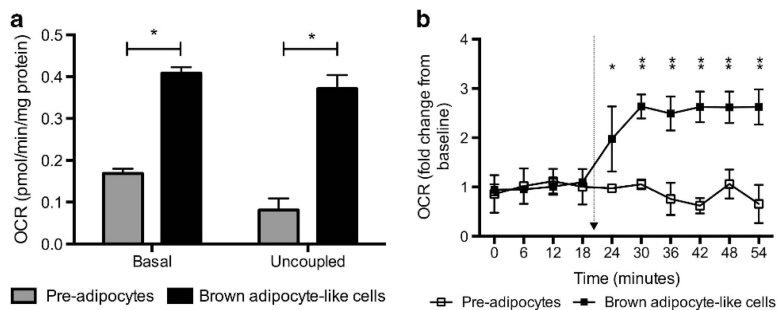 a
OCR (pmol/min/mg protein)
0.5
0.4
0.3
0.2
0.1
0.0
*
*
Basal
Uncoupled
Pre-adipocytes
Brown adipocyte-like cells
b
OCR (fold change from
baseline)
4
3
2
1
0
* * * * * *
* * * * *
0 6 12 18 24 30 36 42 48 54
Time (minutes)
Pre-adipocytes
Brown adipocyte-like cells